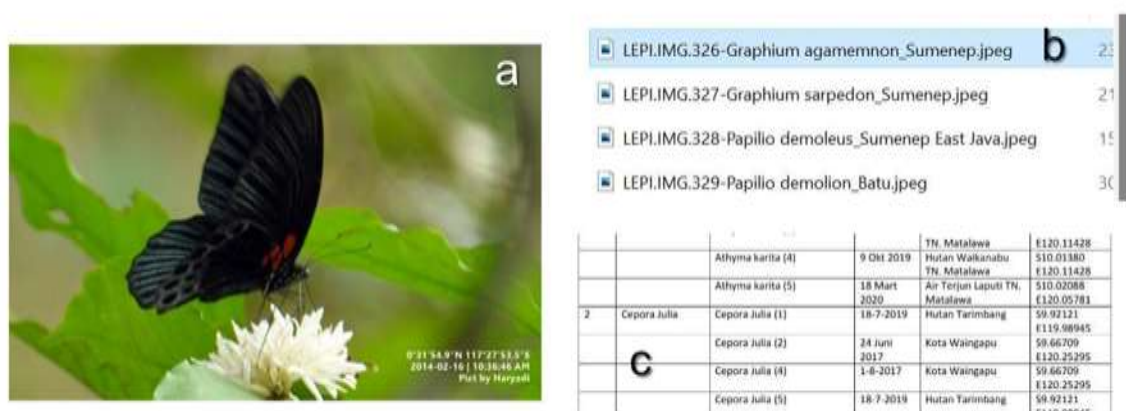 a
0°31'54.9"N 117°27'53.5"E
2014-02-16 | 10:36:46 AM
Pict by Haryadi
LEPI.IMG.326-Graphium agamemnon_Sumenep.jpeg b 23
LEPI.IMG.327-Graphium sarpedon_Sumenep.jpeg 21
LEPI.IMG.328-Papilio demoleus_Sumenep East Java.jpeg 15
LEPI.IMG.329-Papilio demolion_Batu.jpeg 30
TN. Matalawa E120.11428
Athyma karita (4) 9 Okt 2019 Hutan Waikanabu S10.01380
TN. Matalawa E120.11428
Athyma karita (5) 18 Mart Air Terjun Laputi TN. S10.02088
2020 Matalawa E120.05781
2 Cepora Julia Cepora Julia (1) 18-7-2019 Hutan Tarimbang S9.92121
E119.98945
c
Cepora Julia (2) 24 Juni Kota Waingapu S9.66709
2017 E120.25295
Cepora Julia (4) 1-8-2017 Kota Waingapu S9.66709
E120.25295
Cepora Julia (5) 18-7-2019 Hutan Tarimbang S9.92121